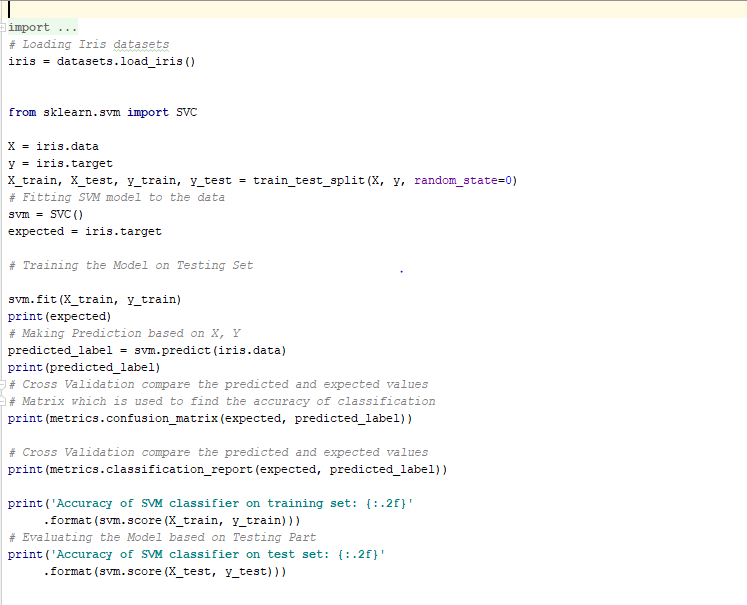 import ...
# Loading Iris datasets
iris = datasets.load_iris()
from sklearn.svm import SVC
X = iris.data
y = iris.target
X_train, X_test, y_train, y_test = train_test_split(X, y, random_state=0)
# Fitting SVM model to the data
svm = SVC()
expected = iris.target
# Training the Model on Testing Set
svm.fit(X_train, y_train)
print(expected)
# Making Prediction based on X, Y
predicted_label = svm.predict(iris.data)
print(predicted_label)
# Cross Validation compare the predicted and expected values
# Matrix which is used to find the accuracy of classification
print(metrics.confusion_matrix(expected, predicted_label))
# Cross Validation compare the predicted and expected values
print(metrics.classification_report(expected, predicted_label))
print('Accuracy of SVM classifier on training set: {:.2f}'
.format(svm.score(X_train, y_train)))
# Evaluating the Model based on Testing Part
print('Accuracy of SVM classifier on test set: {:.2f}'
.format(svm.score(X_test, y_test)))